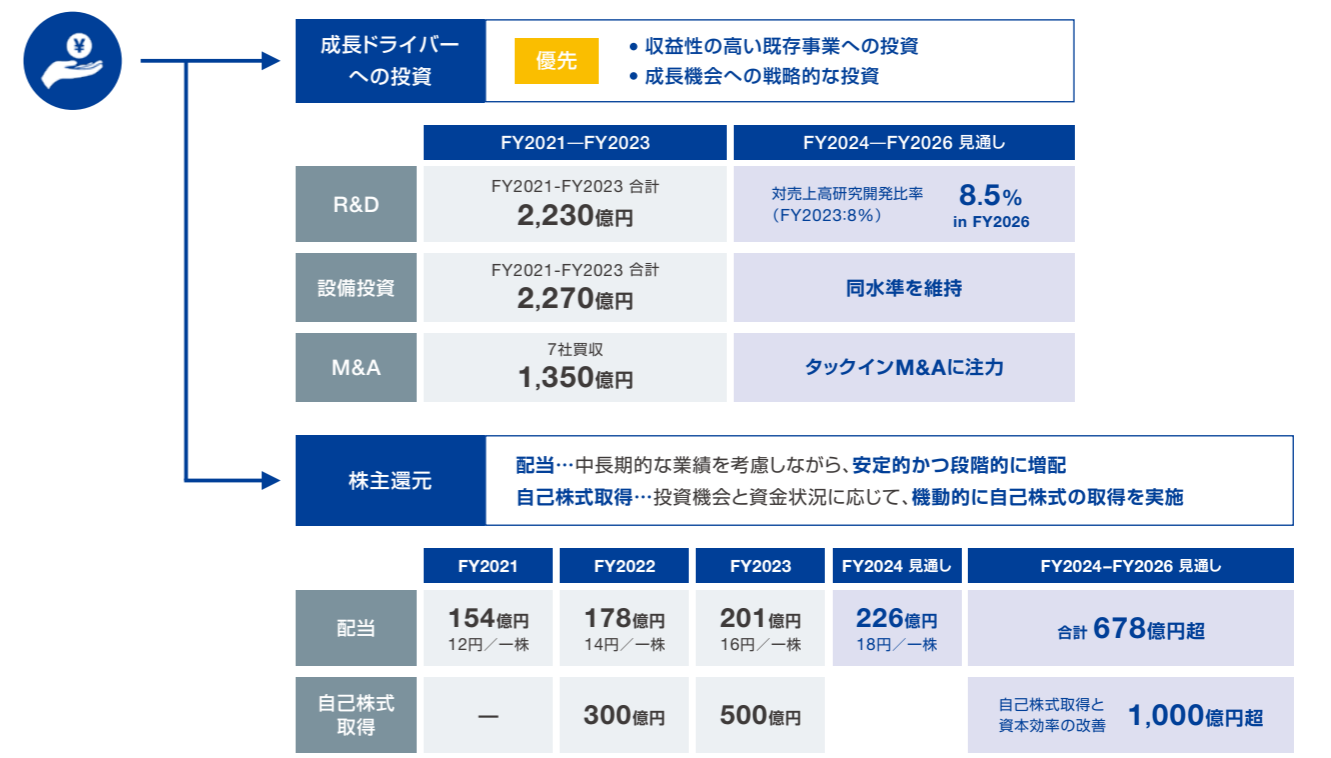 ¥
成長ドライバー
への投資
優先
• 収益性の高い既存事業への投資
• 成長機会への戦略的な投資
FY2021—FY2023
FY2024—FY2026 見通し
R&D
FY2021-FY2023 合計
2,230億円
対売上高研究開発比率
（FY2023:8%）
8.5%
in FY2026
設備投資
FY2021-FY2023 合計
2,270億円
同水準を維持
M&A
7社買収
1,350億円
タックインM&Aに注力
株主還元
配当…中長期的な業績を考慮しながら、安定的かつ段階的に増配
自己株式取得…投資機会と資金状況に応じて、機動的に自己株式の取得を実施
FY2021
FY2022
FY2023
FY2024 見通し
FY2024–FY2026 見通し
配当
154億円
12円／一株
178億円
14円／一株
201億円
16円／一株
226億円
18円／一株
合計 678億円超
自己株式
取得
—
300億円
500億円
自己株式取得と
資本効率の改善
1,000億円超